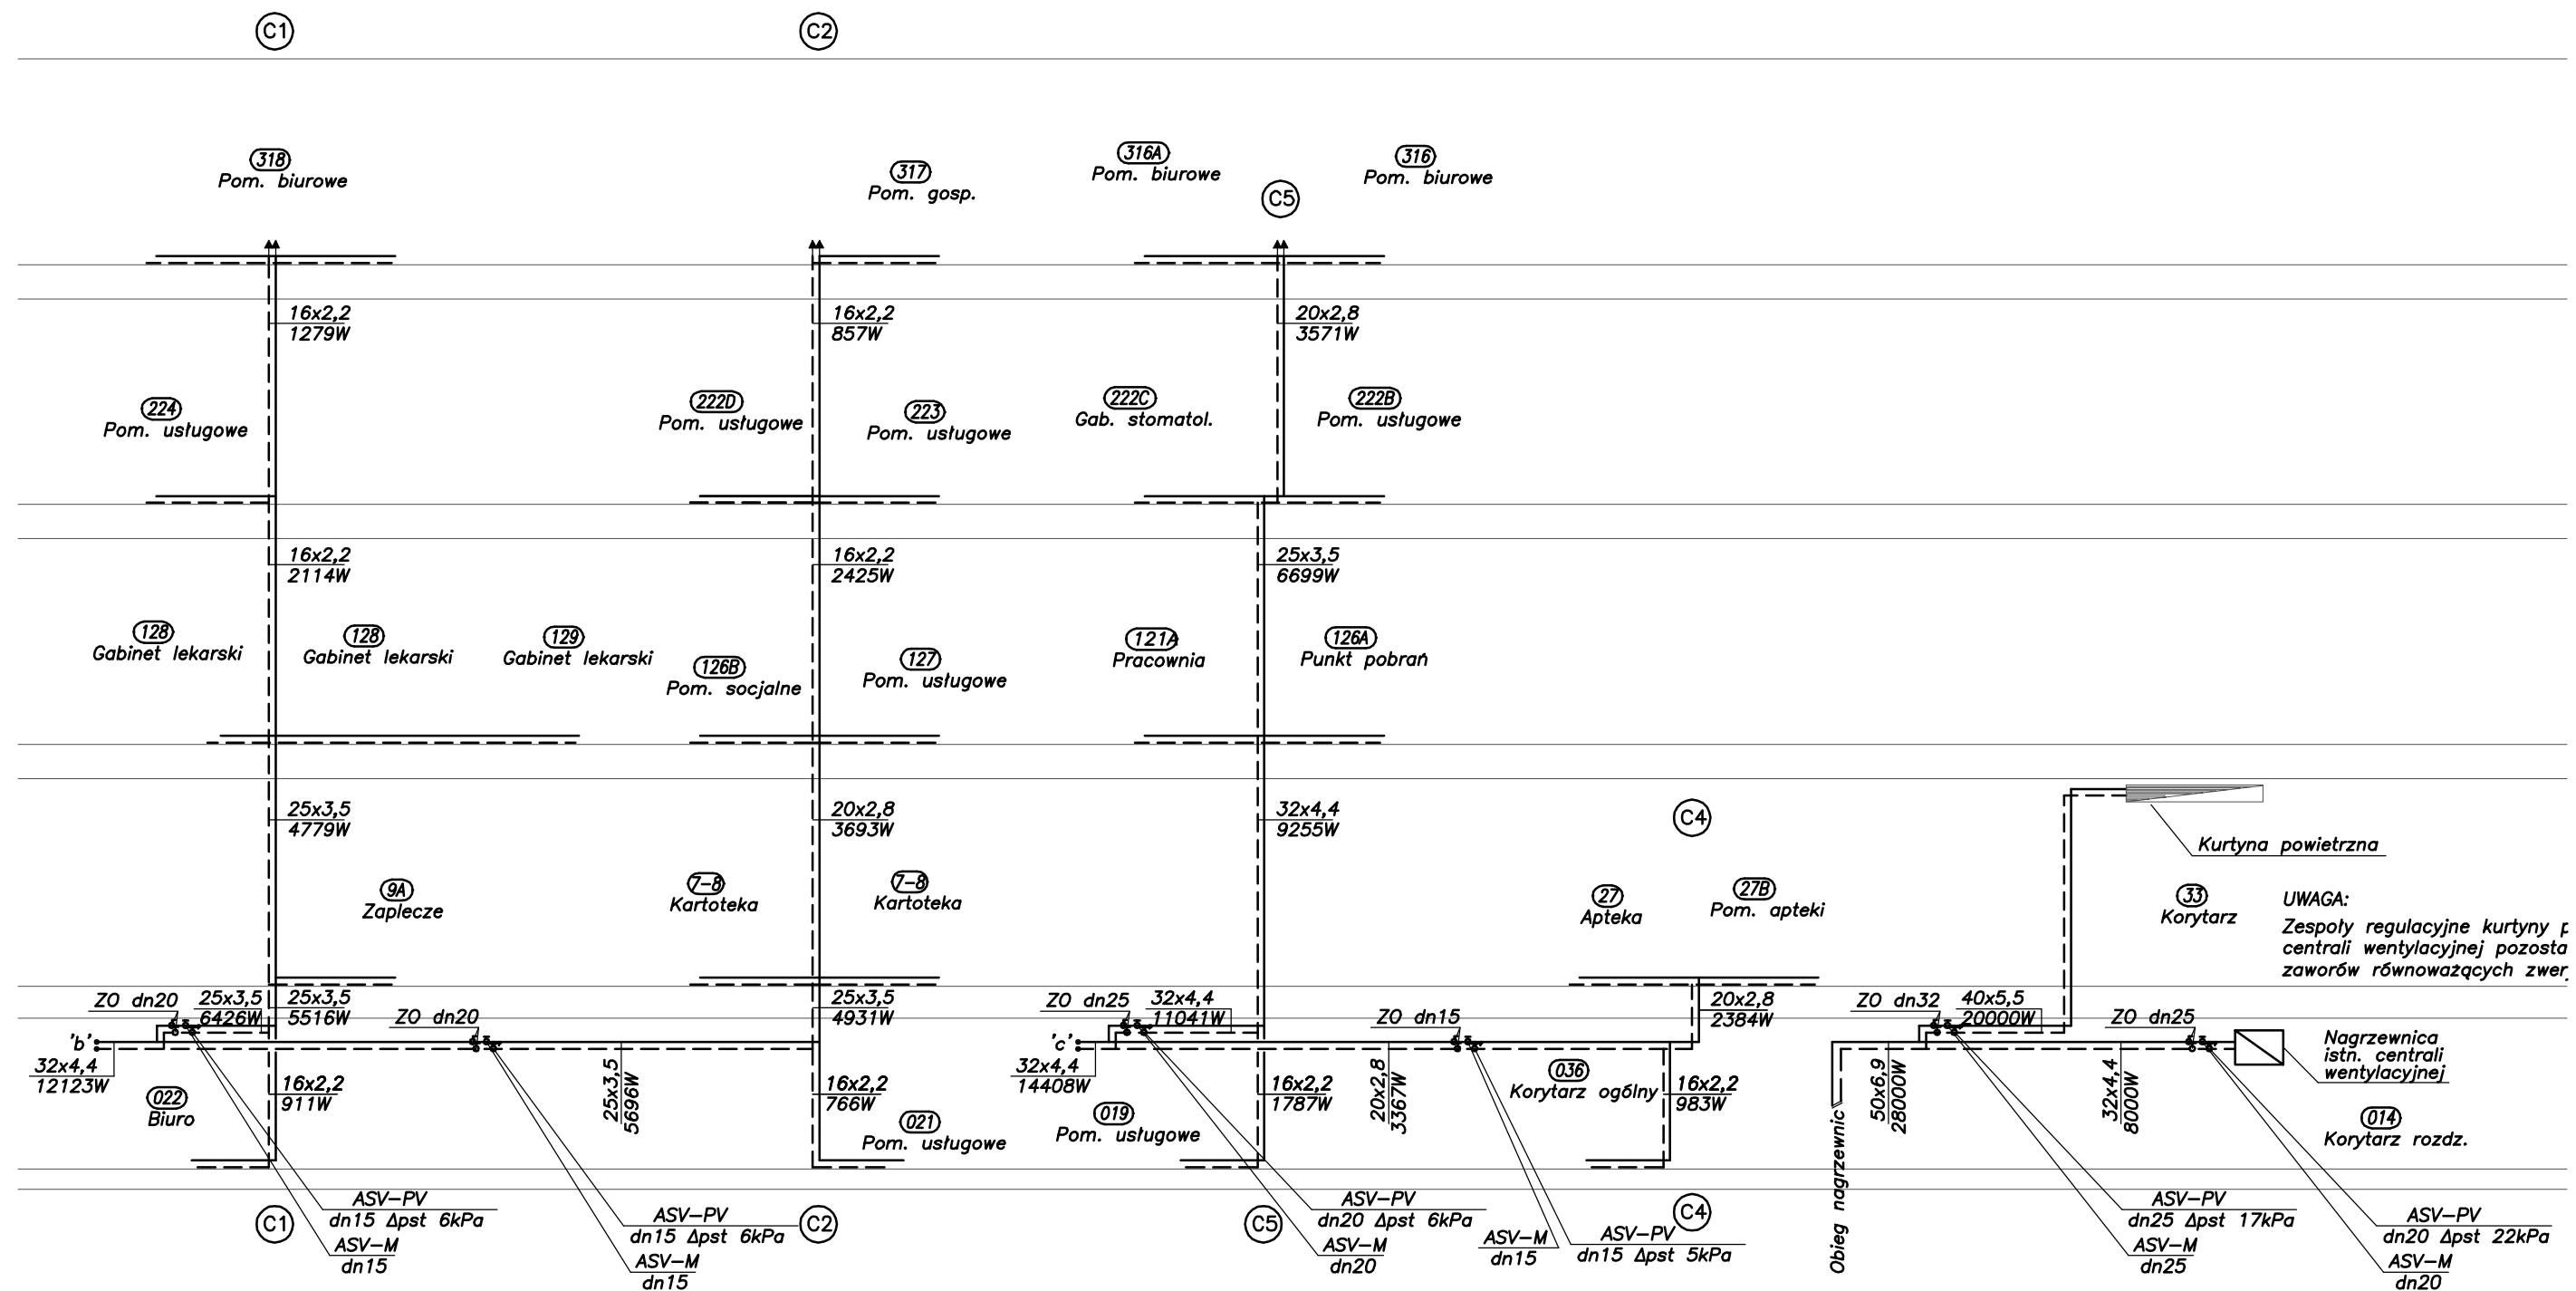 C1
C2
318
Pom. biurowe
317
Pom. gosp.
316A
Pom. biurowe
316
Pom. biurowe
C5
16x2,2
1279W
16x2,2
857W
20x2,8
3571W
224
Pom. usługowe
222D
Pom. usługowe
223
Pom. usługowe
222C
Gab. stomatol.
222B
Pom. usługowe
16x2,2
2114W
16x2,2
2425W
25x3,5
6699W
128
Gabinet lekarski
128
Gabinet lekarski
129
Gabinet lekarski
126B
Pom. socjalne
127
Pom. usługowe
121A
Pracownia
126A
Punkt pobrań
25x3,5
4779W
20x2,8
3693W
32x4,4
9255W
C4
Kurtyna powietrzna
9A
Zaplecze
7-8
Kartoteka
7-8
Kartoteka
27
Apteka
27B
Pom. apteki
33
Korytarz
UWAGA:
Zespoły regulacyjne kurtyny p
centrali wentylacyjnej pozosta
zaworów równoważących zwer
ZO dn20
25x3,5
6426W
25x3,5
5516W
ZO dn20
25x3,5
4931W
ZO dn25
32x4,4
11041W
ZO dn15
20x2,8
2384W
ZO dn32
40x5,5
20000W
ZO dn25
'b'
32x4,4
12123W
'c'
32x4,4
14408W
Nagrzewnica
istn. centrali
wentylacyjnej
022
Biuro
16x2,2
911W
25x3,5
5696W
16x2,2
766W
021
Pom. usługowe
019
Pom. usługowe
16x2,2
1787W
20x2,8
3367W
036
Korytarz ogólny
16x2,2
983W
Obieg nagrzewnic
50x6,9
28000W
32x4,4
8000W
014
Korytarz rozdz.
C1
ASV-PV
dn15 Δpst 6kPa
ASV-M
dn15
ASV-PV
dn15 Δpst 6kPa
ASV-M
dn15
C2
C5
ASV-PV
dn20 Δpst 6kPa
ASV-M
dn20
ASV-M
dn15
ASV-PV
dn15 Δpst 5kPa
C4
ASV-PV
dn25 Δpst 17kPa
ASV-M
dn25
ASV-PV
dn20 Δpst 22kPa
ASV-M
dn20